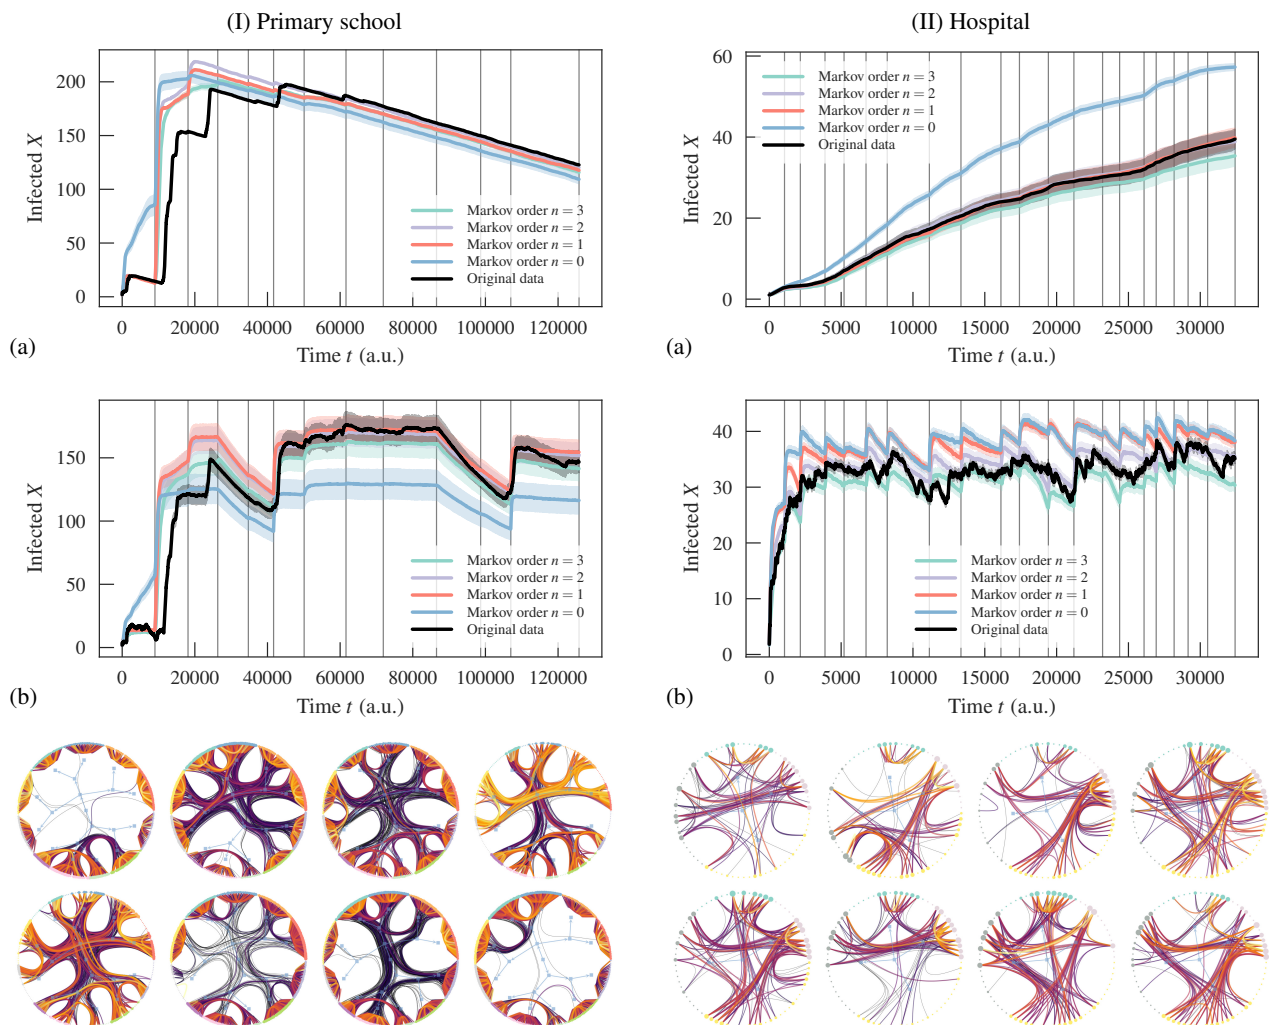 (I) Primary school
Infected X
200
150
100
50
0
Markov order n = 3
Markov order n = 2
Markov order n = 1
Markov order n = 0
Original data
0 20000 40000 60000 80000 100000 120000
(a)
Time t (a.u.)
Infected X
150
100
50
0
Markov order n = 3
Markov order n = 2
Markov order n = 1
Markov order n = 0
Original data
0 20000 40000 60000 80000 100000 120000
(b)
Time t (a.u.)
(II) Hospital
Infected X
60
40
20
0
Markov order n = 3
Markov order n = 2
Markov order n = 1
Markov order n = 0
Original data
0 5000 10000 15000 20000 25000 30000
(a)
Time t (a.u.)
Infected X
40
30
20
10
0
Markov order n = 3
Markov order n = 2
Markov order n = 1
Markov order n = 0
Original data
0 5000 10000 15000 20000 25000 30000
(b)
Time t (a.u.)